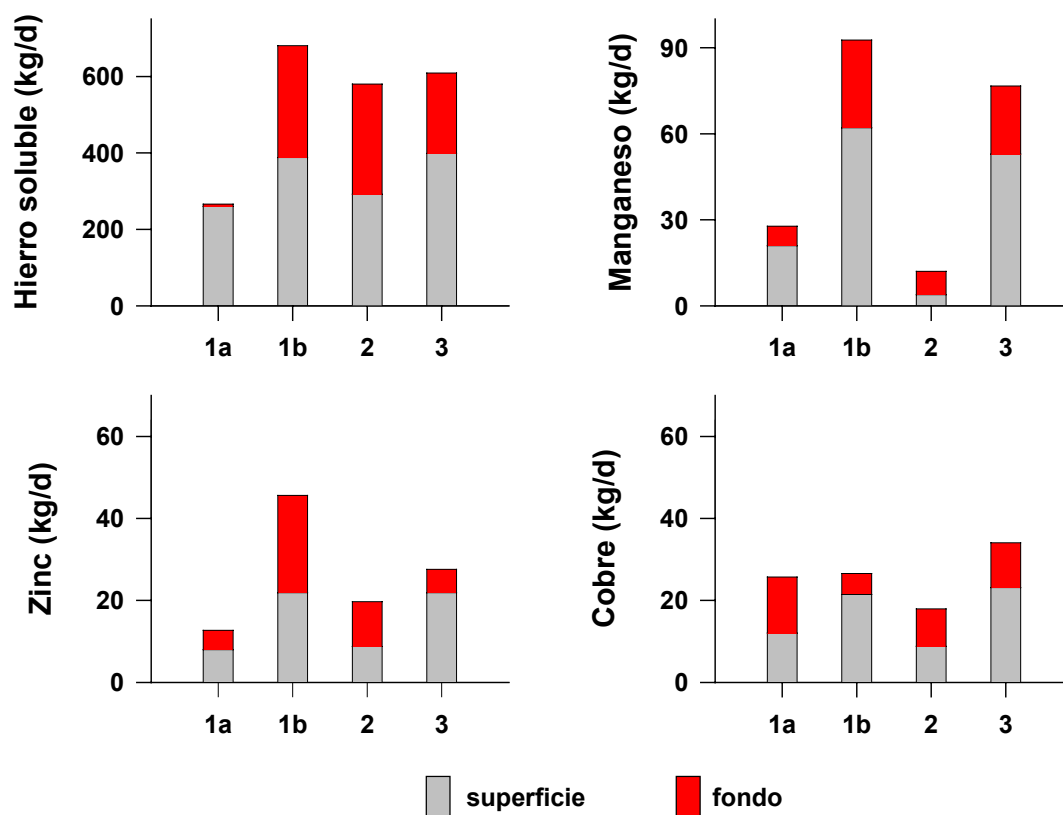 Hierro soluble (kg/d)
600
400
200
0
1a 1b 2 3
Manganeso (kg/d)
90
60
30
0
1a 1b 2 3
Zinc (kg/d)
60
40
20
0
1a 1b 2 3
Cobre (kg/d)
60
40
20
0
1a 1b 2 3
superficie fondo